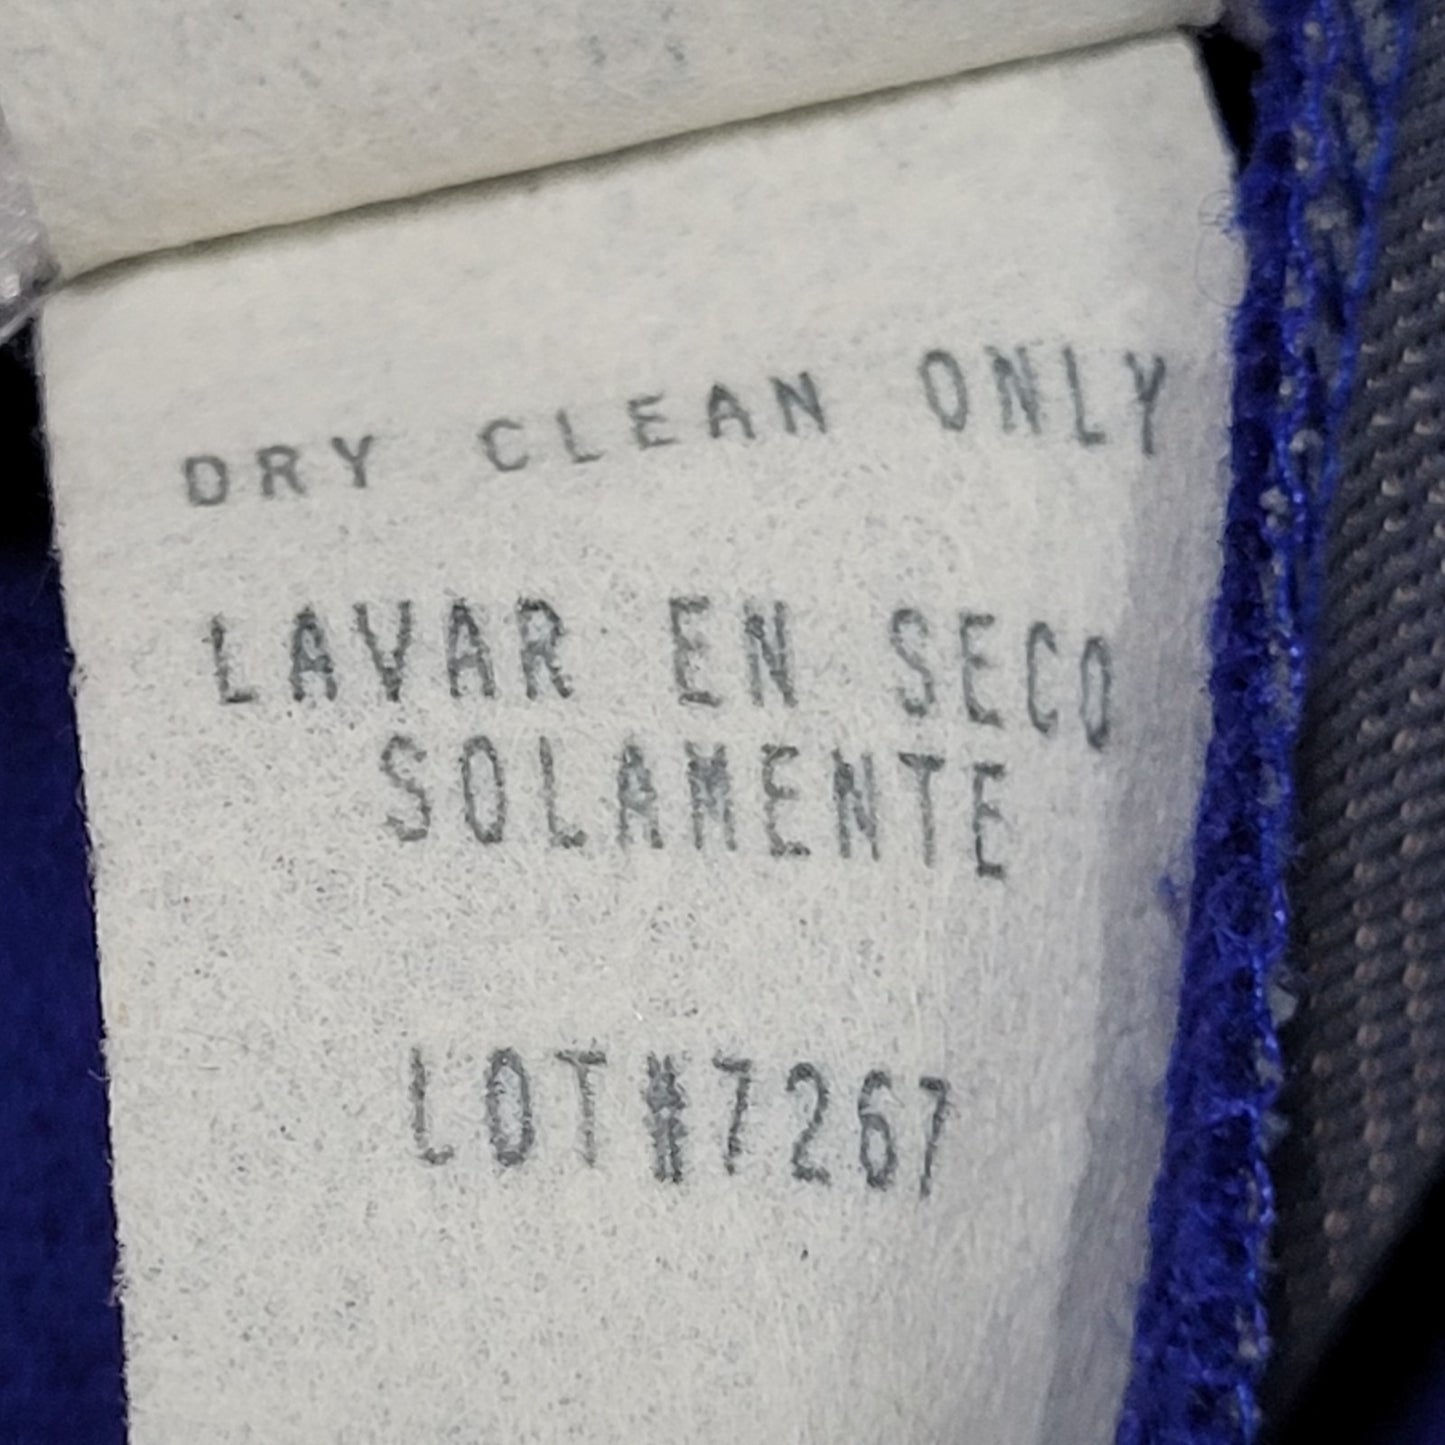 DRY CLEAN ONLY
LAVAR EN SECO
SOLAMENTE
LOT#7267